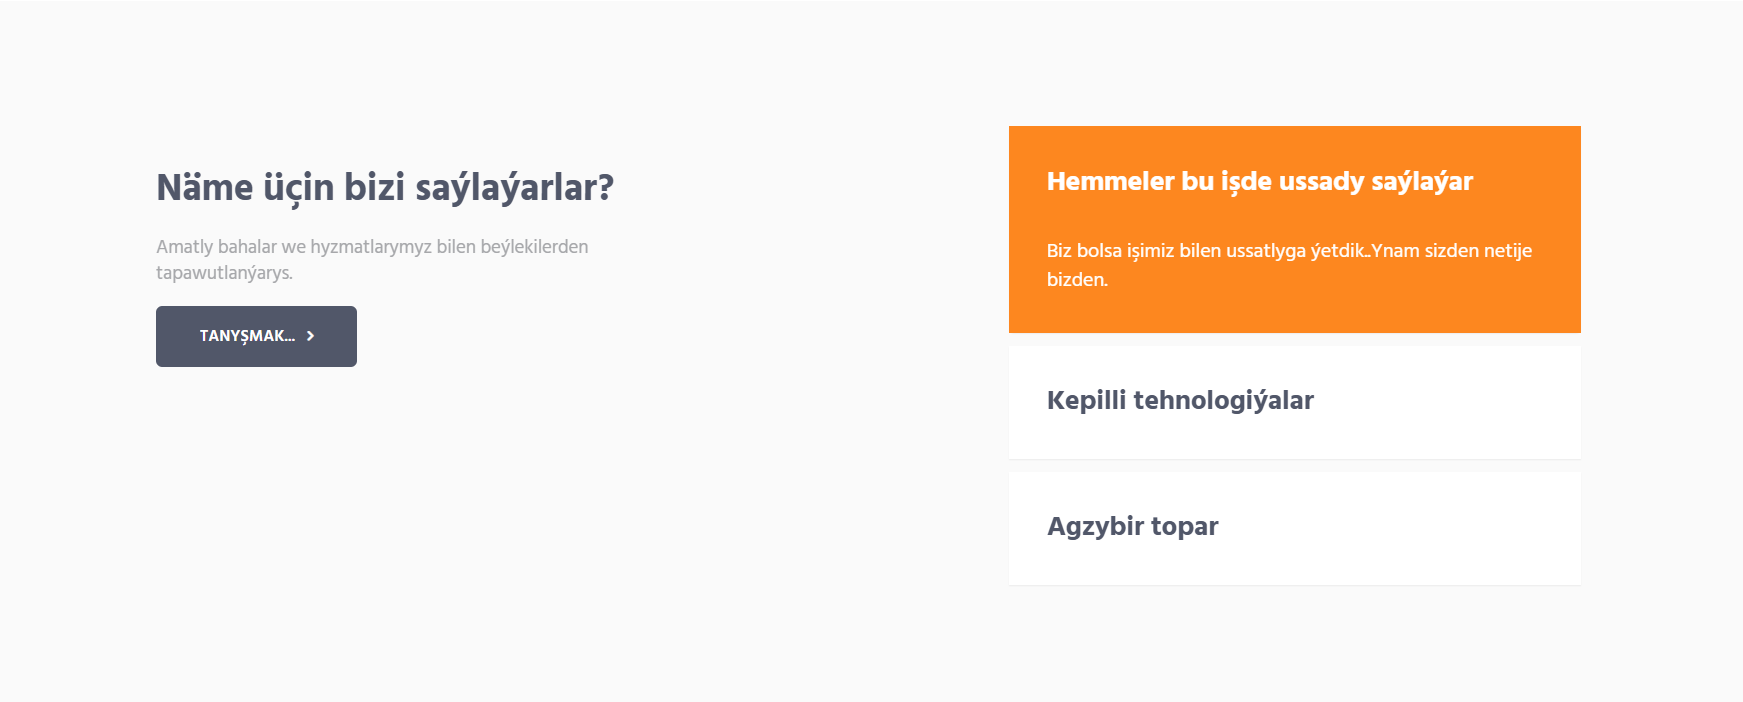 Näme üçin bizi saýlaýarlar?
Amatly bahalar we hyzmatlarymyz bilen beýlekilerden
tapawutlanýarys.
TANYŞMAK...
Hemmeler bu işde ussady saýlaýar
Biz bolsa işimiz bilen ussatlyga ýetdik..Ynam sizden netije
bizden.
Kepilli tehnologiýalar
Agzybir topar